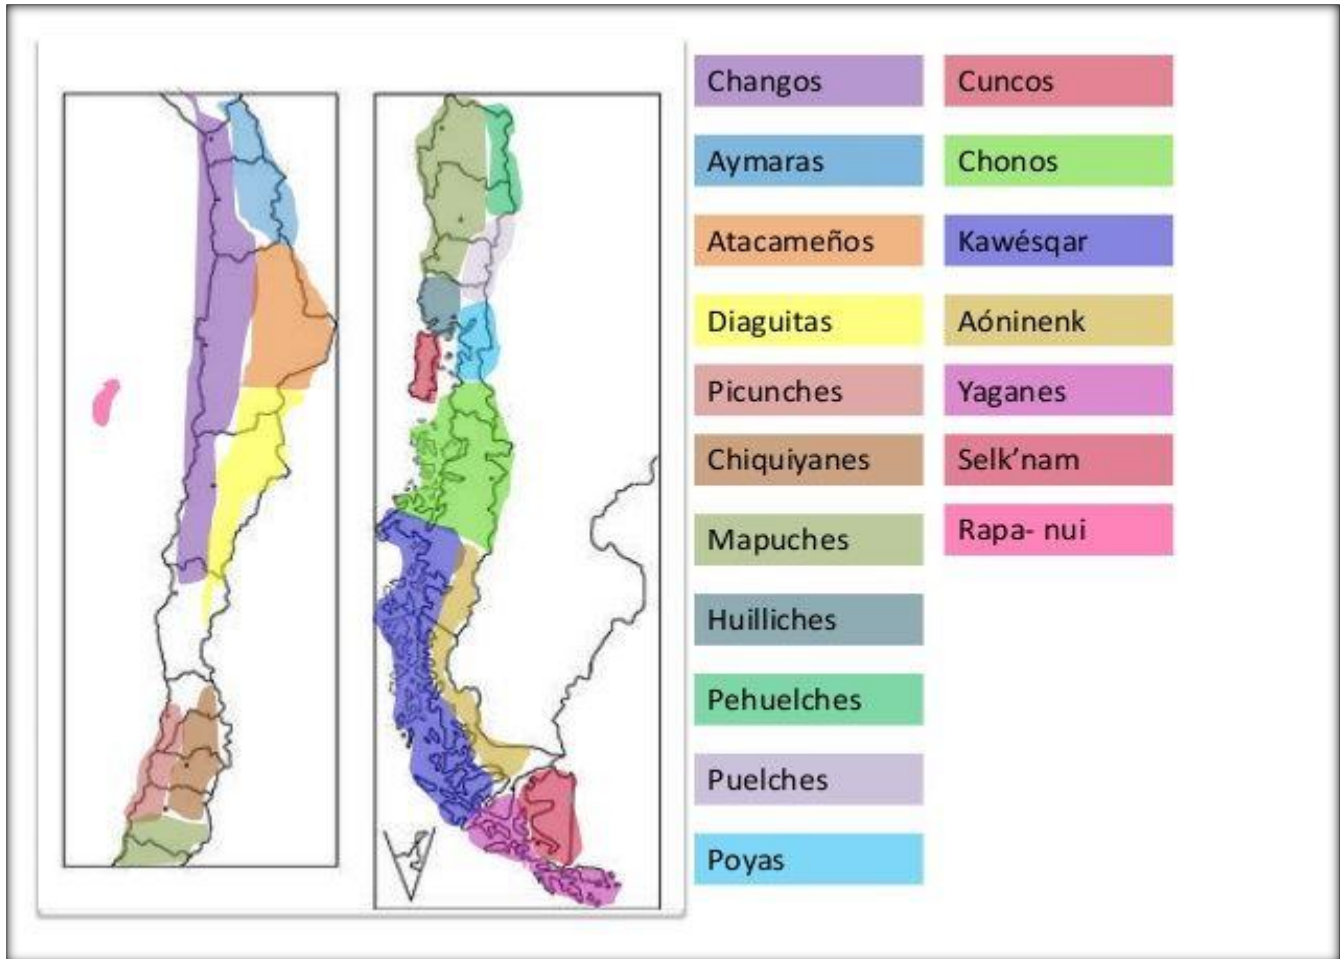 Changos
Aymaras
Atacameños
Diaguitas
Picunches
Chiquiyanes
Mapuches
Huilliches
Pehuelches
Puelches
Poyas
Cuncos
Chonos
Kawésqar
Aóninenk
Yaganes
Selk’nam
Rapa- nui